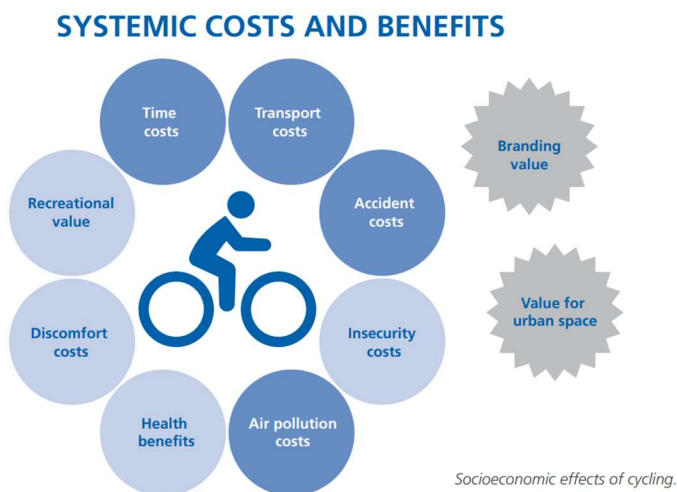 SYSTEMIC COSTS AND BENEFITS
Time
costs
Transport
costs
Branding
value
Recreational
value
Accident
costs
Discomfort
costs
Insecurity
costs
Value for
urban space
Health
benefits
Air pollution
costs
Socioeconomic effects of cycling.